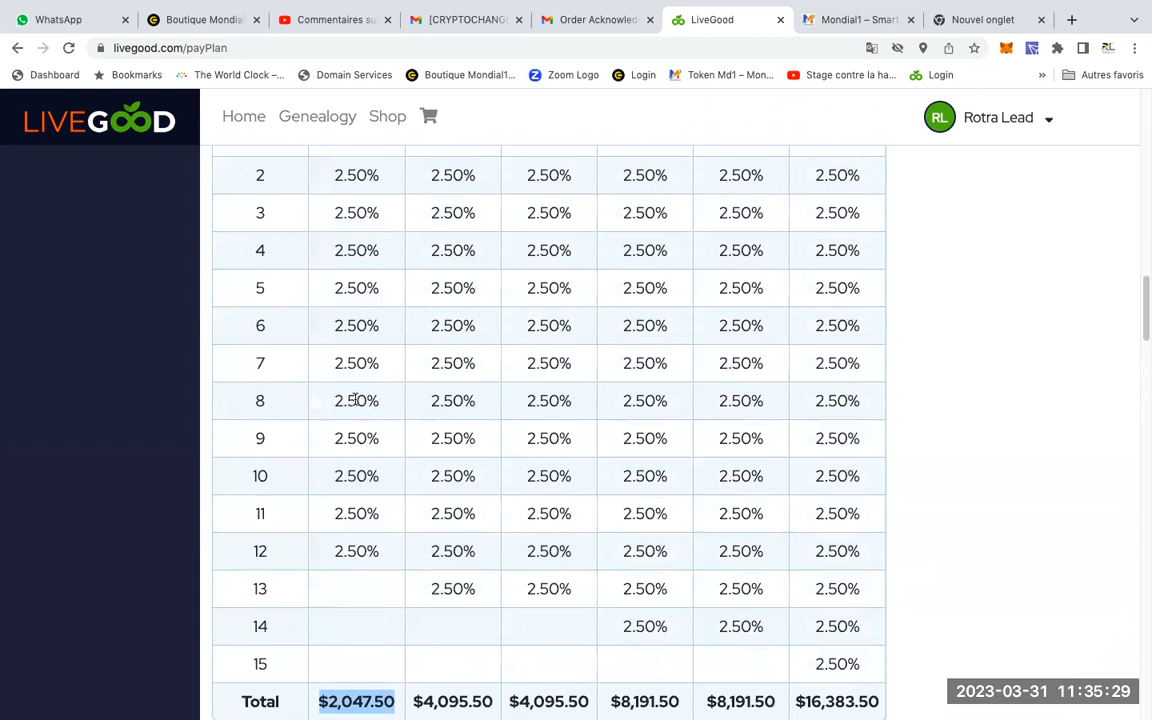 WhatsApp Boutique Mondia Commentaires su [CRYPTOCHANG Order Acknowled LiveGood Mondial1 – Smart Nouvel onglet
livegood.com/payPlan
Dashboard Bookmarks The World Clock –... Domain Services Boutique Mondial1... Zoom Logo Login Token Md1 – Mon... Stage contre la ha... Login » Autres favoris
LIVEGOOD Home Genealogy Shop RL Rotra Lead
2 2.50% 2.50% 2.50% 2.50% 2.50% 2.50%
3 2.50% 2.50% 2.50% 2.50% 2.50% 2.50%
4 2.50% 2.50% 2.50% 2.50% 2.50% 2.50%
5 2.50% 2.50% 2.50% 2.50% 2.50% 2.50%
6 2.50% 2.50% 2.50% 2.50% 2.50% 2.50%
7 2.50% 2.50% 2.50% 2.50% 2.50% 2.50%
8 2.50% 2.50% 2.50% 2.50% 2.50% 2.50%
9 2.50% 2.50% 2.50% 2.50% 2.50% 2.50%
10 2.50% 2.50% 2.50% 2.50% 2.50% 2.50%
11 2.50% 2.50% 2.50% 2.50% 2.50% 2.50%
12 2.50% 2.50% 2.50% 2.50% 2.50% 2.50%
13 2.50% 2.50% 2.50% 2.50% 2.50%
14 2.50% 2.50% 2.50%
15 2.50%
Total $2,047.50 $4,095.50 $4,095.50 $8,191.50 $8,191.50 $16,383.50
2023-03-31 11:35:29